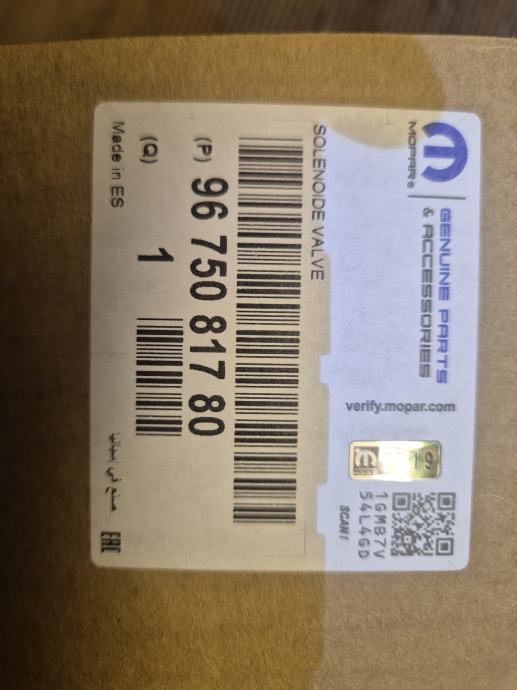 MOPAR®
GENUINE PARTS
& ACCESSORIES
verify.mopar.com
19
1GMB7V
54L4GD
SCAN!
SOLENOIDE VALVE
(P) 96 750 817 80
(Q) 1
Made in ES
صنع في إسبانيا
EAC